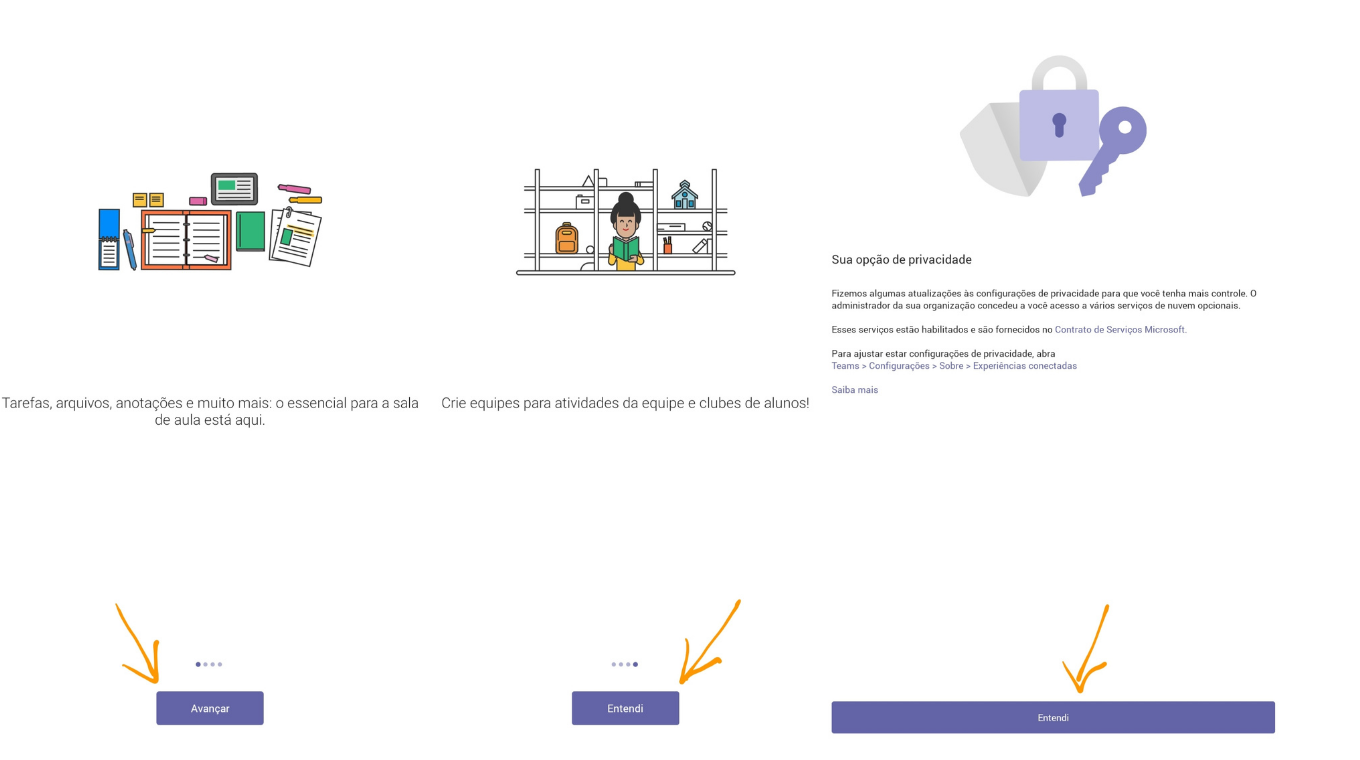 Tarefas, arquivos, anotações e muito mais: o essencial para a sala
de aula está aqui.
Avançar
Crie equipes para atividades da equipe e clubes de alunos!
Entendi
Sua opção de privacidade
Fizemos algumas atualizações às configurações de privacidade para que você tenha mais controle. O
administrador da sua organização concedeu a você acesso a vários serviços de nuvem opcionais.
Esses serviços estão habilitados e são fornecidos no Contrato de Serviços Microsoft.
Para ajustar estar configurações de privacidade, abra
Teams > Configurações > Sobre > Experiências conectadas
Saiba mais
Entendi